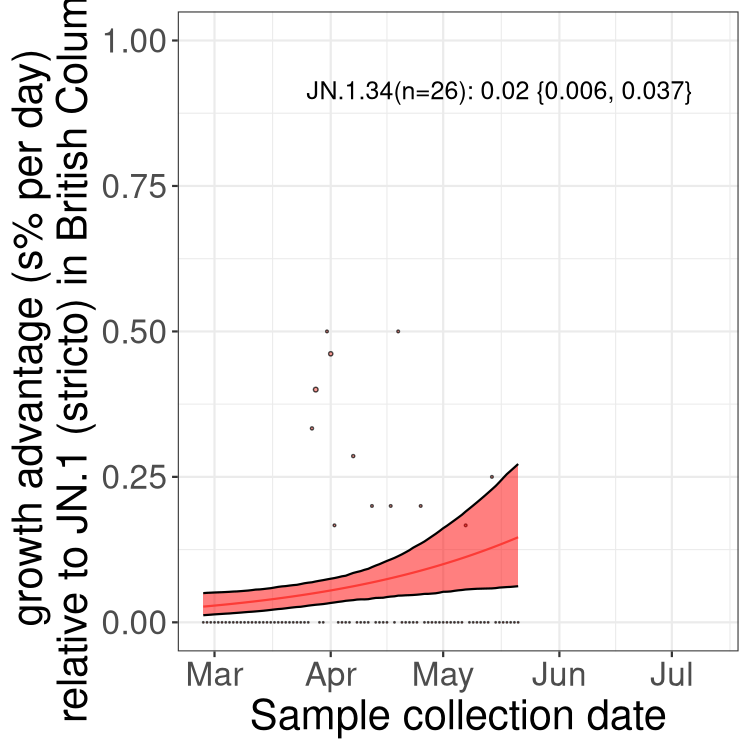 growth advantage (s% per day)
relative to JN.1 (stricto) in British Colum
1.00
0.75
0.50
0.25
0.00
JN.1.34(n=26): 0.02 {0.006, 0.037}
Mar Apr May Jun Jul
Sample collection date